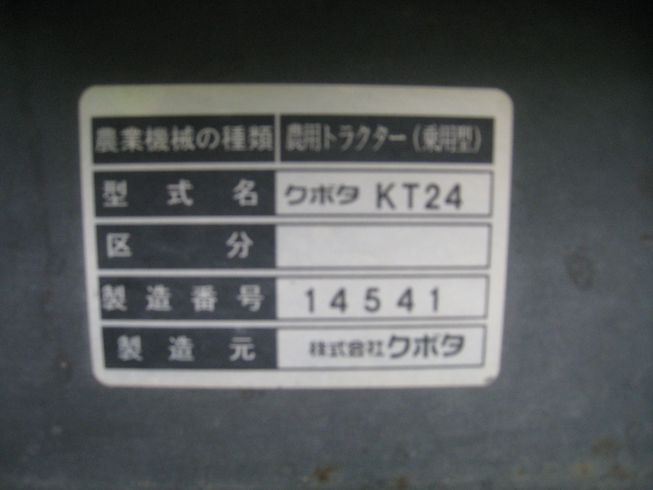 農業機械の種類 農用トラクター(乗用型)
型式名 クボタ KT24
区分
製造番号 14541
製造元 株式会社クボタ